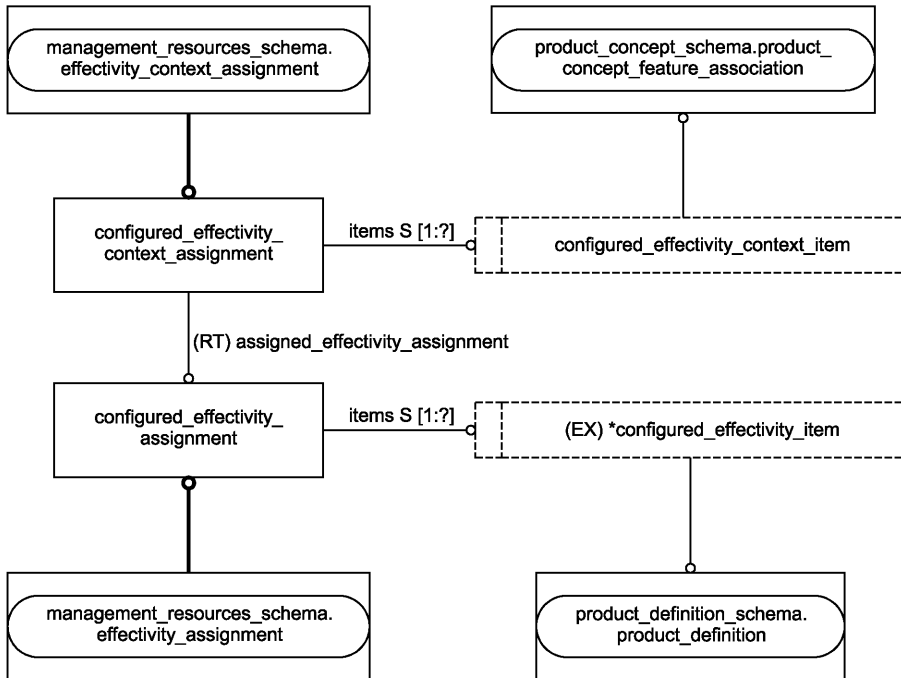 management_resources_schema.
effectivity_context_assignment
product_concept_schema.product_
concept_feature_association
configured_effectivity_
context_assignment
items S [1:?]
configured_effectivity_context_item
(RT) assigned_effectivity_assignment
configured_effectivity_
assignment
items S [1:?]
(EX) *configured_effectivity_item
management_resources_schema.
effectivity_assignment
product_definition_schema.
product_definition